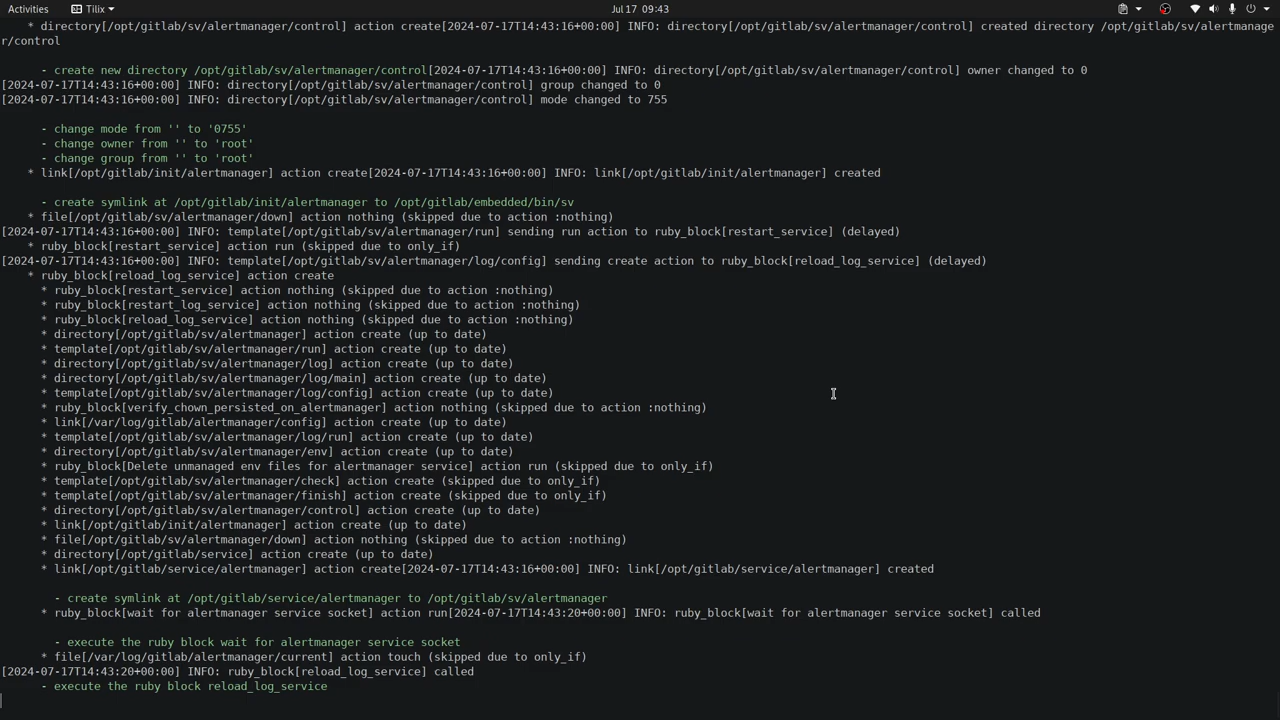 Activities
Tilix
Jul 17 09:43
* directory[/opt/gitlab/sv/alertmanager/control] action create[2024-07-17T14:43:16+00:00] INFO: directory[/opt/gitlab/sv/alertmanager/control] created directory /opt/gitlab/sv/alertmanage
r/control
- create new directory /opt/gitlab/sv/alertmanager/control[2024-07-17T14:43:16+00:00] INFO: directory[/opt/gitlab/sv/alertmanager/control] owner changed to 0
[2024-07-17T14:43:16+00:00] INFO: directory[/opt/gitlab/sv/alertmanager/control] group changed to 0
[2024-07-17T14:43:16+00:00] INFO: directory[/opt/gitlab/sv/alertmanager/control] mode changed to 755
- change mode from '' to '0755'
- change owner from '' to 'root'
- change group from '' to 'root'
* link[/opt/gitlab/init/alertmanager] action create[2024-07-17T14:43:16+00:00] INFO: link[/opt/gitlab/init/alertmanager] created
- create symlink at /opt/gitlab/init/alertmanager to /opt/gitlab/embedded/bin/sv
* file[/opt/gitlab/sv/alertmanager/down] action nothing (skipped due to action :nothing)
[2024-07-17T14:43:16+00:00] INFO: template[/opt/gitlab/sv/alertmanager/run] sending run action to ruby_block[restart_service] (delayed)
* ruby_block[restart_service] action run (skipped due to only_if)
[2024-07-17T14:43:16+00:00] INFO: template[/opt/gitlab/sv/alertmanager/log/config] sending create action to ruby_block[reload_log_service] (delayed)
* ruby_block[reload_log_service] action create
* ruby_block[restart_service] action nothing (skipped due to action :nothing)
* ruby_block[restart_log_service] action nothing (skipped due to action :nothing)
* ruby_block[reload_log_service] action nothing (skipped due to action :nothing)
* directory[/opt/gitlab/sv/alertmanager] action create (up to date)
* template[/opt/gitlab/sv/alertmanager/run] action create (up to date)
* directory[/opt/gitlab/sv/alertmanager/log] action create (up to date)
* directory[/opt/gitlab/sv/alertmanager/log/main] action create (up to date)
* template[/opt/gitlab/sv/alertmanager/log/config] action create (up to date)
* ruby_block[verify_chown_persisted_on_alertmanager] action nothing (skipped due to action :nothing)
* link[/var/log/gitlab/alertmanager/config] action create (up to date)
* template[/opt/gitlab/sv/alertmanager/log/run] action create (up to date)
* directory[/opt/gitlab/sv/alertmanager/env] action create (up to date)
* ruby_block[Delete unmanaged env files for alertmanager service] action run (skipped due to only_if)
* template[/opt/gitlab/sv/alertmanager/check] action create (skipped due to only_if)
* template[/opt/gitlab/sv/alertmanager/finish] action create (skipped due to only_if)
* directory[/opt/gitlab/sv/alertmanager/control] action create (up to date)
* link[/opt/gitlab/init/alertmanager] action create (up to date)
* file[/opt/gitlab/sv/alertmanager/down] action nothing (skipped due to action :nothing)
* directory[/opt/gitlab/service] action create (up to date)
* link[/opt/gitlab/service/alertmanager] action create[2024-07-17T14:43:16+00:00] INFO: link[/opt/gitlab/service/alertmanager] created
- create symlink at /opt/gitlab/service/alertmanager to /opt/gitlab/sv/alertmanager
* ruby_block[wait for alertmanager service socket] action run[2024-07-17T14:43:20+00:00] INFO: ruby_block[wait for alertmanager service socket] called
- execute the ruby block wait for alertmanager service socket
* file[/var/log/gitlab/alertmanager/current] action touch (skipped due to only_if)
[2024-07-17T14:43:20+00:00] INFO: ruby_block[reload_log_service] called
- execute the ruby block reload_log_service